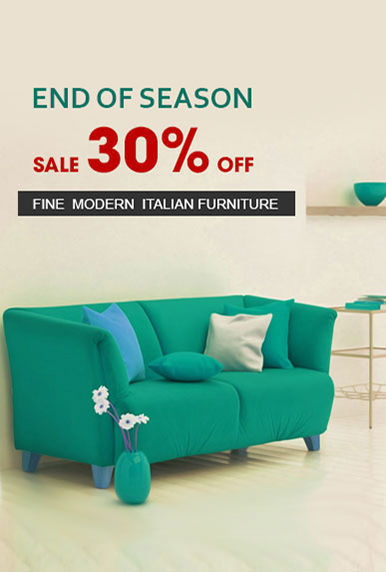 END OF SEASON
SALE 30% OFF
FINE MODERN ITALIAN FURNITURE